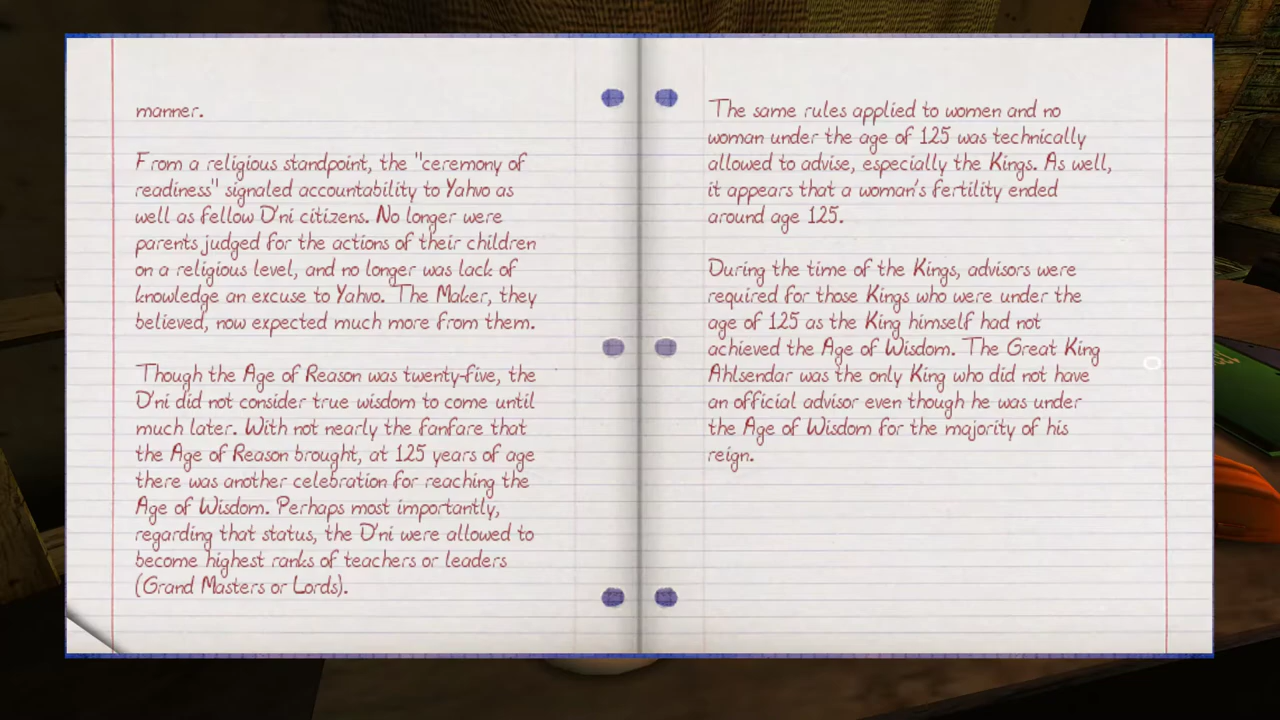 manner.
From a religious standpoint, the "ceremony of
readiness" signaled accountability to Yahvo as
well as fellow D'ni citizens. No longer were
parents judged for the actions of their children
on a religious level, and no longer was lack of
knowledge an excuse to Yahvo. The Maker, they
believed, now expected much more from them.
Though the Age of Reason was twenty-five, the
D'ni did not consider true wisdom to come until
much later. With not nearly the fanfare that
the Age of Reason brought, at 125 years of age
there was another celebration for reaching the
Age of Wisdom. Perhaps most importantly,
regarding that status, the D'ni were allowed to
become highest ranks of teachers or leaders
(Grand Masters or Lords).
The same rules applied to women and no
woman under the age of 125 was technically
allowed to advise, especially the Kings. As well,
it appears that a woman's fertility ended
around age 125.
During the time of the Kings, advisors were
required for those Kings who were under the
age of 125 as the King himself had not
achieved the Age of Wisdom. The Great King
Ahlsendar was the only King who did not have
an official advisor even though he was under
the Age of Wisdom for the majority of his
reign.